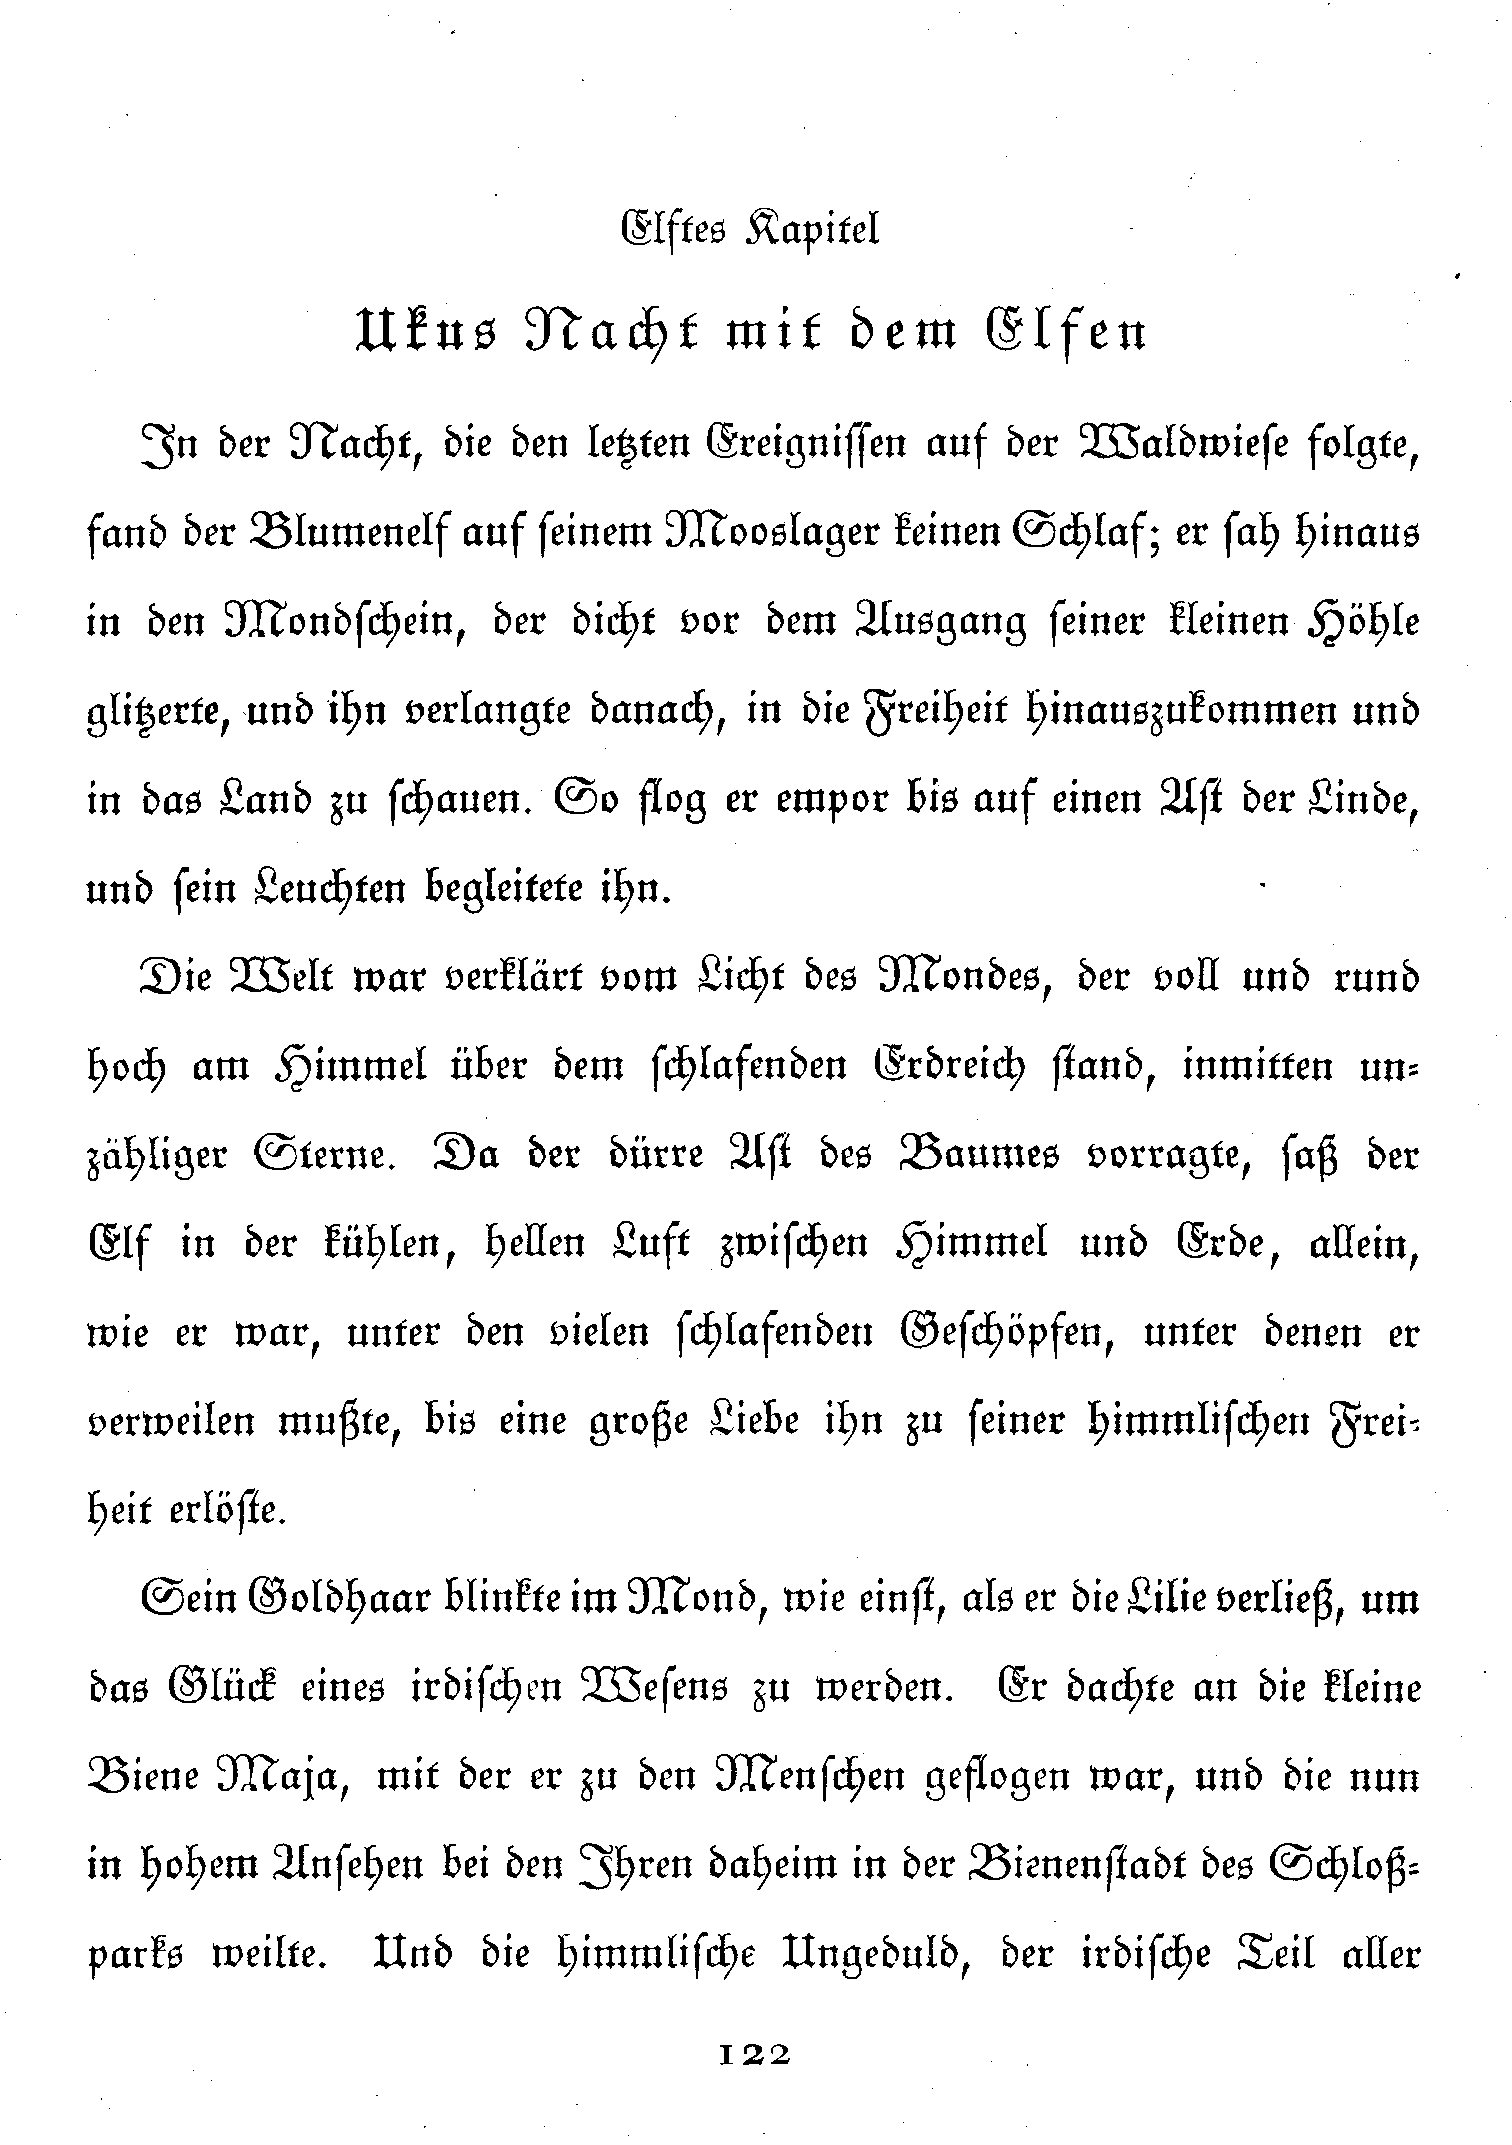 Elftes Kapitel
Ukus Nacht mit dem Elfen
In der Nacht, die den letzten Ereigniſſen auf der Waldwieſe folgte,
fand der Blumenelf auf ſeinem Mooslager keinen Schlaf; er ſah hinaus
in den Mondſchein, der dicht vor dem Ausgang ſeiner kleinen Höhle
glitzerte, und ihn verlangte danach, in die Freiheit hinauszukommen und
in das Land zu ſchauen. So flog er empor bis auf einen Aſt der Linde,
und ſein Leuchten begleitete ihn.
Die Welt war verklärt vom Licht des Mondes, der voll und rund
hoch am Himmel über dem ſchlafenden Erdreich ſtand, inmitten un⸗
zähliger Sterne. Da der dürre Aſt des Baumes vorragte, ſaß der
Elf in der kühlen, hellen Luft zwiſchen Himmel und Erde, allein,
wie er war, unter den vielen ſchlafenden Geſchöpfen, unter denen er
verweilen mußte, bis eine große Liebe ihn zu ſeiner himmliſchen Frei⸗
heit erlöſte.
Sein Goldhaar blinkte im Mond, wie einſt, als er die Lilie verließ, um
das Glück eines irdiſchen Weſens zu werden. Er dachte an die kleine
Biene Maja, mit der er zu den Menſchen geflogen war, und die nun
in hohem Anſehen bei den Ihren daheim in der Bienenſtadt des Schloß⸗
parks weilte. Und die himmliſche Ungeduld, der irdiſche Teil aller
122